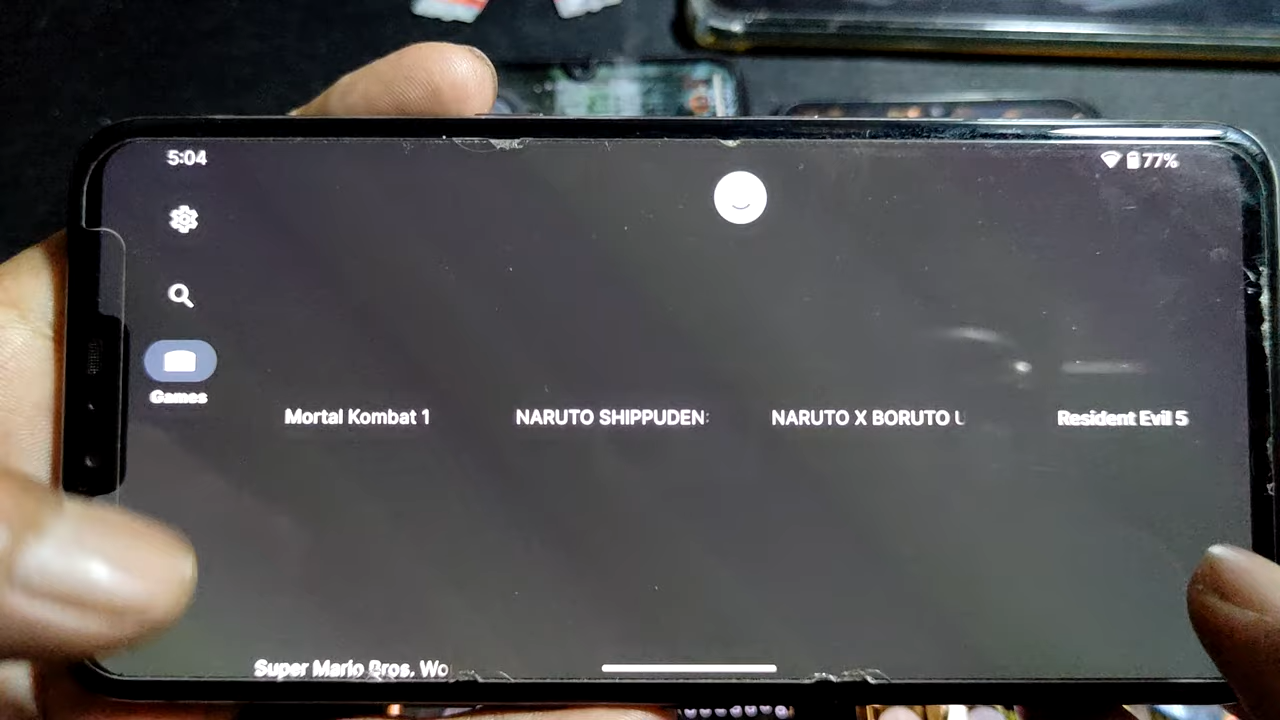 5:04
77%
Games
Mortal Kombat 1
NARUTO SHIPPUDEN:
NARUTO X BORUTO U
Resident Evil 5
Super Mario Bros. Wo